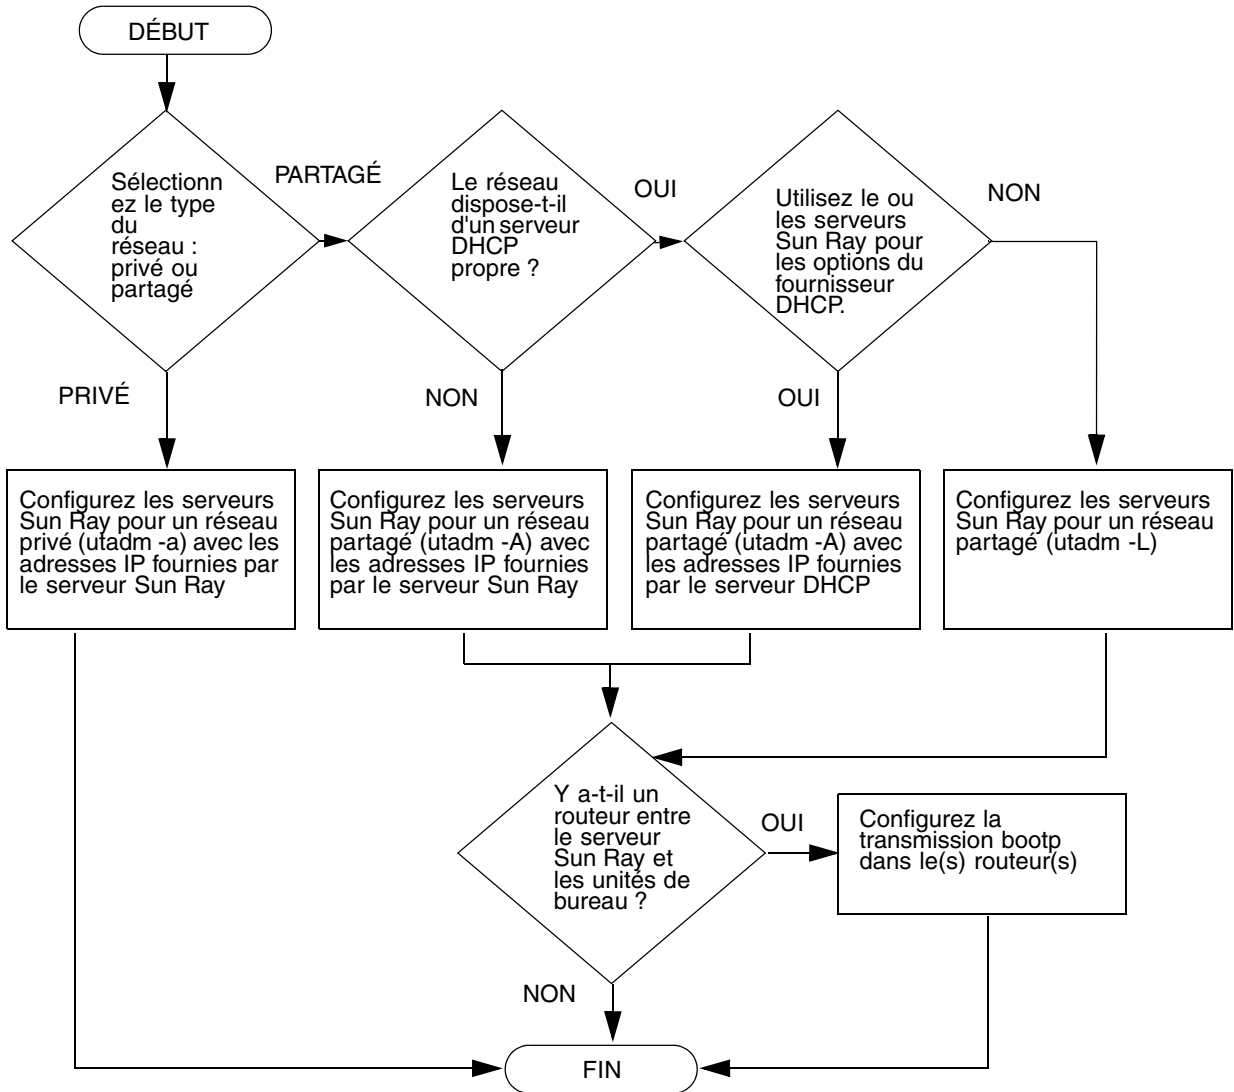 DÉBUT
Sélectionn
ez le type
du
réseau :
privé ou
partagé
PARTAGÉ
Le réseau
dispose-t-il
d'un serveur
DHCP
propre ?
OUI
Utilisez le ou
les serveurs
Sun Ray pour
les options du
fournisseur
DHCP.
NON
PRIVÉ
NON
OUI
Configurez les serveurs
Sun Ray pour un réseau
privé (utadm -a) avec les
adresses IP fournies par
le serveur Sun Ray
Configurez les serveurs
Sun Ray pour un réseau
partagé (utadm -A) avec
les adresses IP fournies
par le serveur Sun Ray
Configurez les serveurs
Sun Ray pour un réseau
partagé (utadm -A) avec
les adresses IP fournies
par le serveur DHCP
Configurez les serveurs
Sun Ray pour un réseau
partagé (utadm -L)
Y a-t-il un
routeur entre
le serveur
Sun Ray et
les unités de
bureau ?
OUI
Configurez la
transmission bootp
dans le(s) routeur(s)
NON
FIN